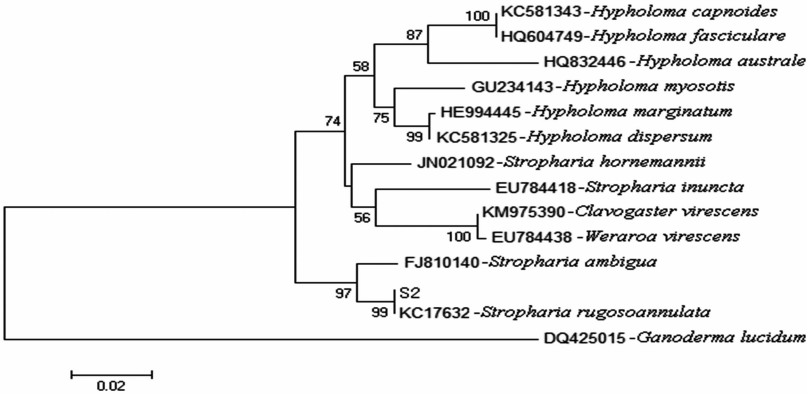 100 KC581343-Hypholoma capnoides
HQ604749-Hypholoma fasciculare
87
HQ832446-Hypholoma australe
58
GU234143-Hypholoma myosotis
75
HE994445-Hypholoma marginatum
99 KC581325-Hypholoma dispersum
74
JN021092-Stropharia hornemannii
EU784418-Stropharia inuncta
56
KM975390-Clavogaster virescens
100 EU784438-Weraroa virescens
FJ810140-Stropharia ambigua
97
S2
99 KC17632-Stropharia rugosoannulata
DQ425015-Ganoderma lucidum
0.02